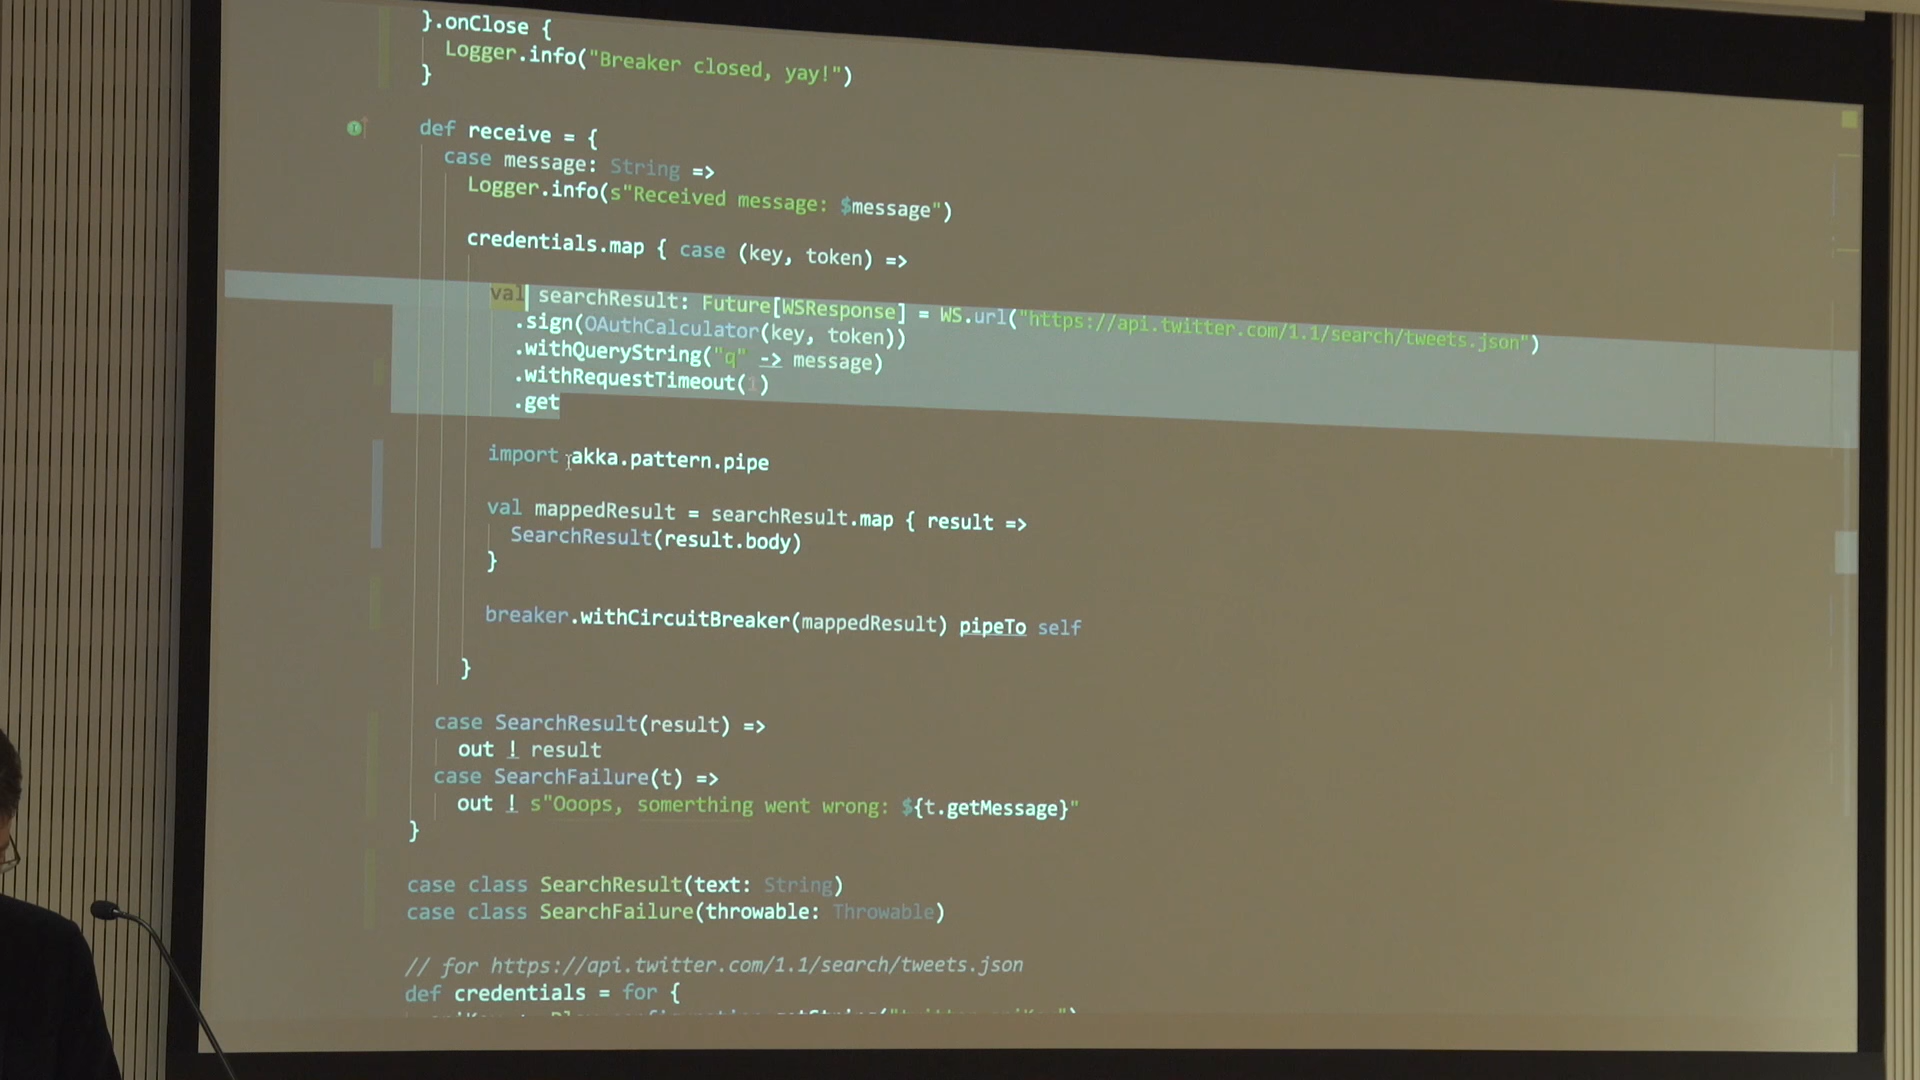 }.onClose {
Logger.info("Breaker closed, yay!")
}
def receive = {
case message: String =>
Logger.info(s"Received message: $message")
credentials.map { case (key, token) =>
val searchResult: Future[WSResponse] = WS.url("https://api.twitter.com/1.1/search/tweets.json")
.sign(OAuthCalculator(key, token))
.withQueryString("q" -> message)
.withRequestTimeout(1)
.get
import akka.pattern.pipe
val mappedResult = searchResult.map { result =>
SearchResult(result.body)
}
breaker.withCircuitBreaker(mappedResult) pipeTo self
}
case SearchResult(result) =>
out ! result
case SearchFailure(t) =>
out ! s"Ooops, somerthing went wrong: ${t.getMessage}"
}
case class SearchResult(text: String)
case class SearchFailure(throwable: Throwable)
// for https://api.twitter.com/1.1/search/tweets.json
def credentials = for {